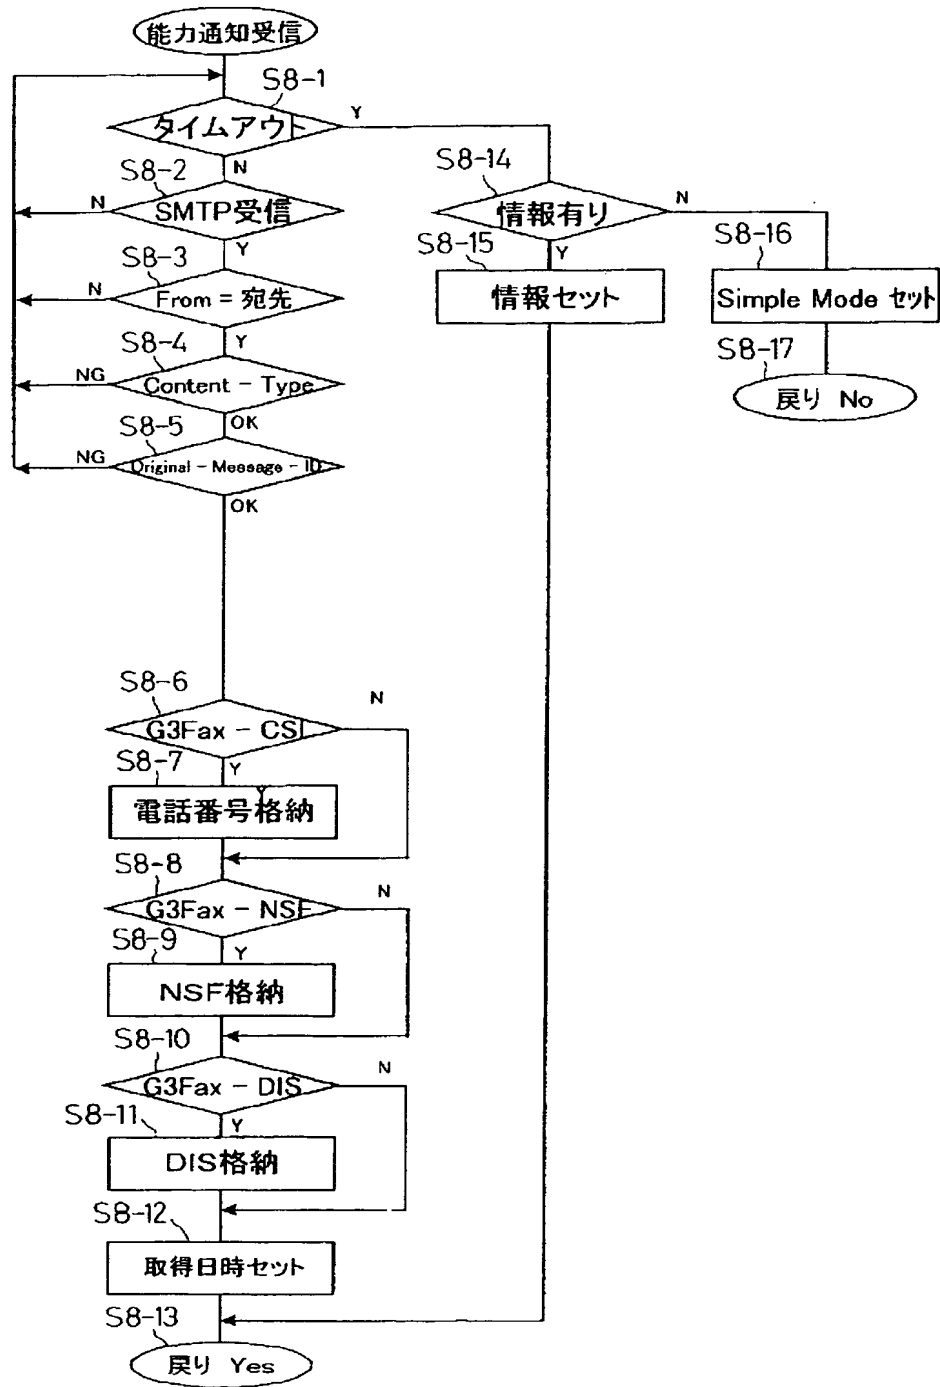 能力通知受信
S8-1
タイムアウト
Y
N
S8-2
SMTP受信
N
Y
S8-3
From = 宛先
N
Y
S8-4
Content - Type
NG
OK
S8-5
Original - Message - ID
NG
OK
S8-14
情報有り
N
Y
S8-15
情報セット
S8-16
Simple Mode セット
S8-17
戻り No
S8-6
G3Fax - CSI
N
Y
S8-7
電話番号格納
Y
S8-8
G3Fax - NSF
N
Y
S8-9
NSF格納
S8-10
G3Fax - DIS
N
Y
S8-11
DIS格納
S8-12
取得日時セット
S8-13
戻り Yes